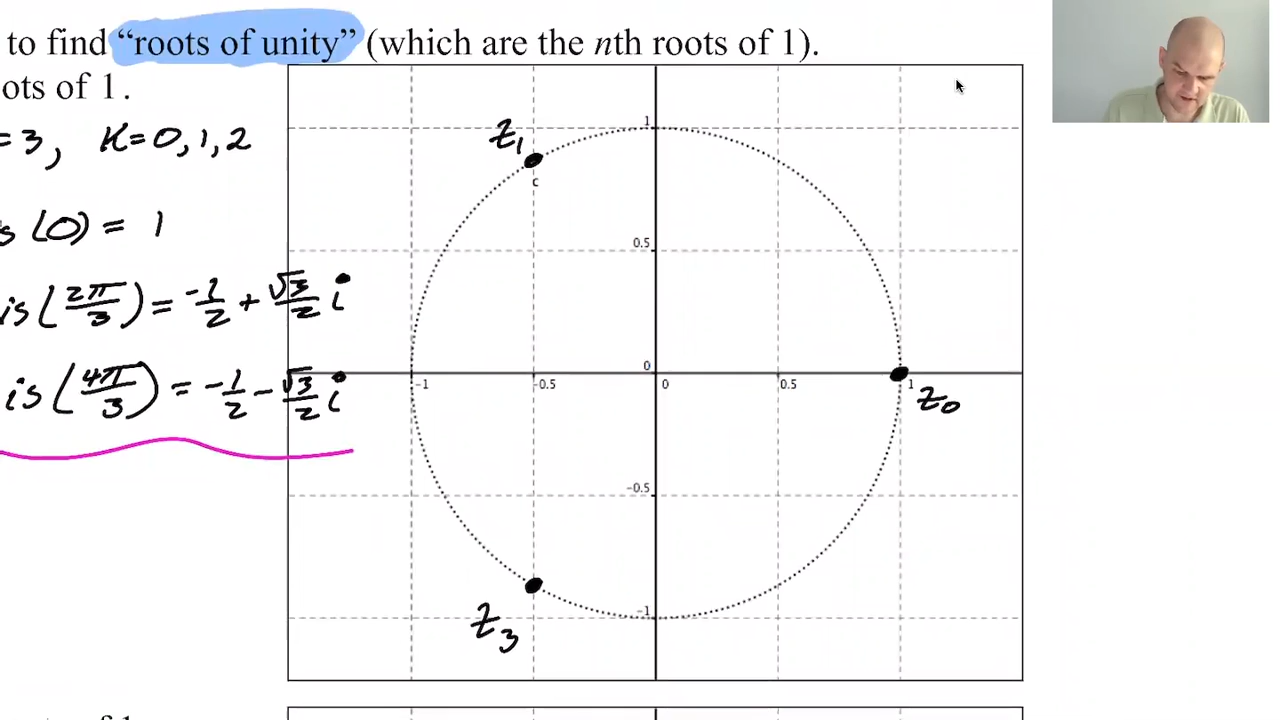 to find “roots of unity” (which are the nth roots of 1).
ots of 1.
=3, K=0,1,2
s (0) = 1
is (2π/3) = -1/2 + √3/2 i
is (4π/3) = -1/2 - √3/2 i
z₁
c
1
0.5
0
-0.5
-1
-1 -0.5 0 0.5 1
z₀
z₃